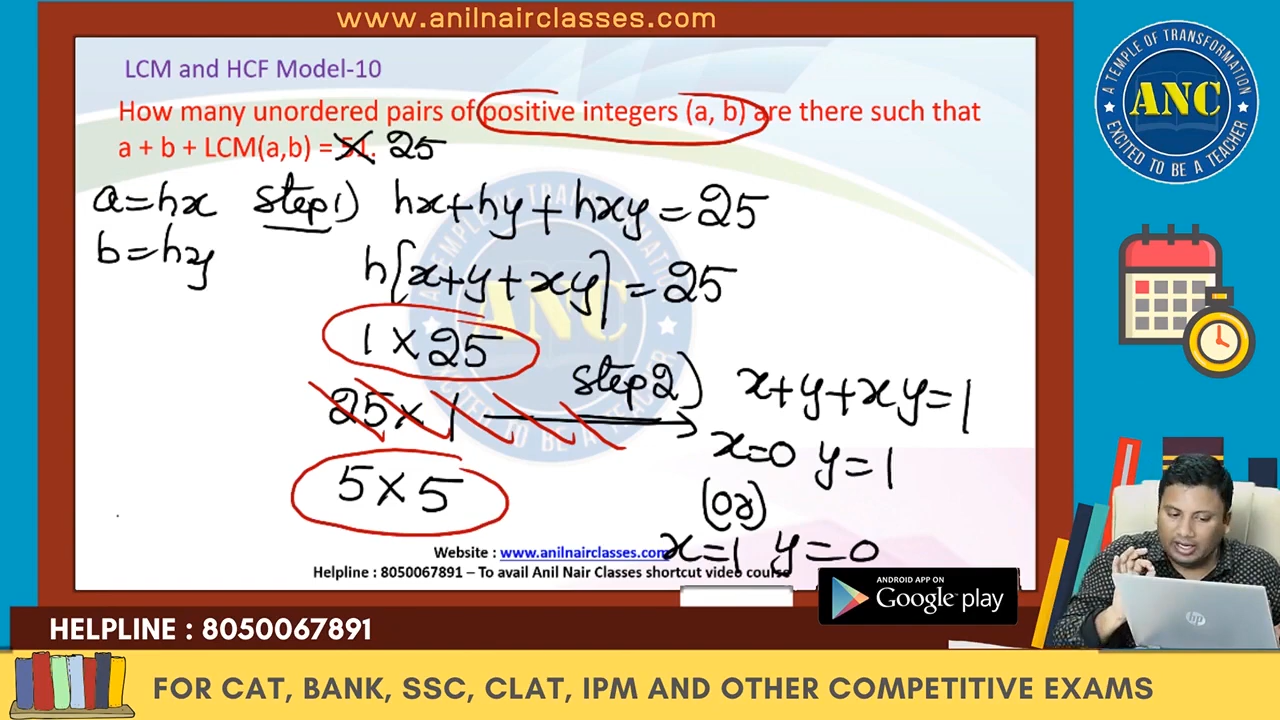 www.anilnairclasses.com
LCM and HCF Model-10
How many unordered pairs of positive integers (a, b) are there such that
a + b + LCM(a,b) = 51. 25
a=hx step1) hx+hy+hxy=25
b=hy
h[x+y+xy]=25
1×25
step2) x+y+xy=1
25×1
x=0 y=1
5×5
(or)
x=1 y=0
Website : www.anilnairclasses.com
Helpline : 8050067891 – To avail Anil Nair Classes shortcut video course
A TEMPLE OF TRANSFORMATION
ANC
EXCITED TO BE A TEACHER
ANC
hp
ANDROID APP ON
Google play
HELPLINE : 8050067891
FOR CAT, BANK, SSC, CLAT, IPM AND OTHER COMPETITIVE EXAMS